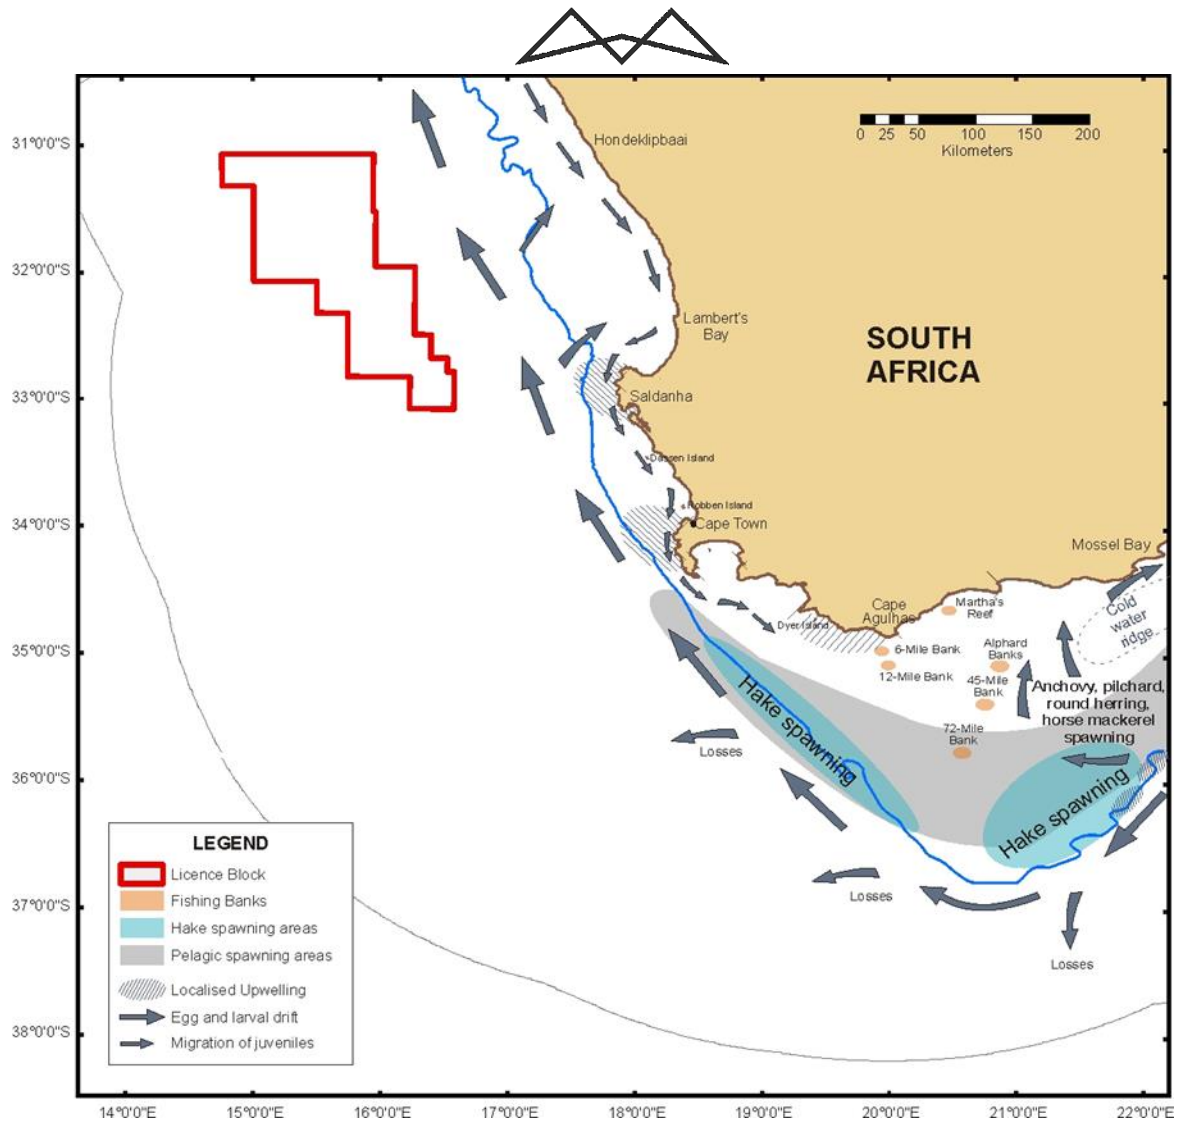 31°0'0"S
32°0'0"S
33°0'0"S
34°0'0"S
35°0'0"S
36°0'0"S
37°0'0"S
38°0'0"S
Hondeklipbaai
0 25 50 100 150 200
Kilometers
Lambert's
Bay
SOUTH
AFRICA
Saldanha
Dassen Island
Robben Island
Cape Town
Mossel Bay
Cape
Agulhas
Dyer Island
Martha's
Reef
Cold
water
ridge
6-Mile Bank
12-Mile Bank
Alphard
Banks
45-Mile
Bank
72-Mile
Bank
Anchovy, pilchard,
round herring,
horse mackerel
spawning
Hake spawning
Hake spawning
Losses
Losses
Losses
LEGEND
Licence Block
Fishing Banks
Hake spawning areas
Pelagic spawning areas
Localised Upwelling
Egg and larval drift
Migration of juveniles
14°0'0"E
15°0'0"E
16°0'0"E
17°0'0"E
18°0'0"E
19°0'0"E
20°0'0"E
21°0'0"E
22°0'0"E